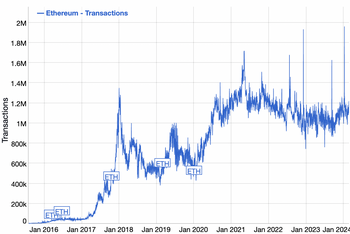 Ethereum - Transactions
2M
1.8M
1.6M
1.4M
1.2M
1M
800k
600k
400k
200k
0
Transactions
ETH
ETH
ETH
ETH
ETH
Jan 2016
Jan 2017
Jan 2018
Jan 2019
Jan 2020
Jan 2021
Jan 2022
Jan 2023
Jan 2024